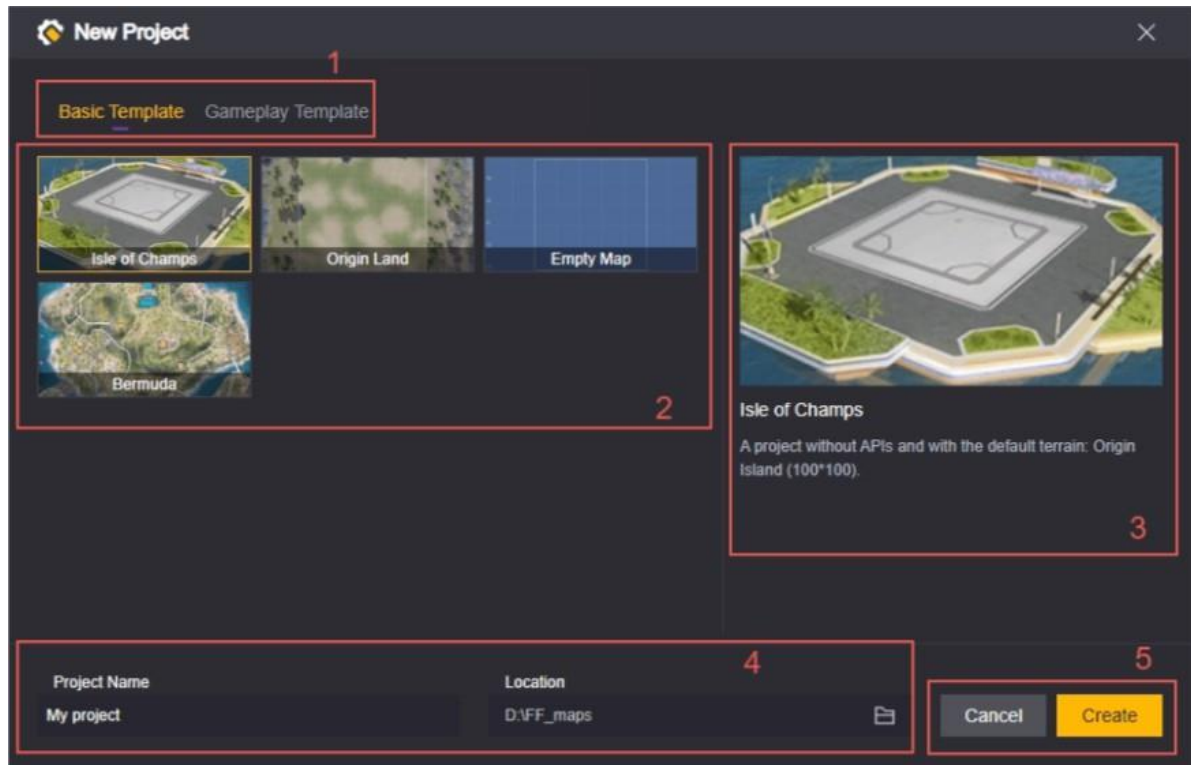 New Project
1
Basic Template Gameplay Template
Isle of Champs
Origin Land
Empty Map
Bermuda
2
Isle of Champs
A project without APIs and with the default terrain: Origin
Island (100*100).
3
4
Project Name
My project
Location
D:\FF_maps
5
Cancel
Create